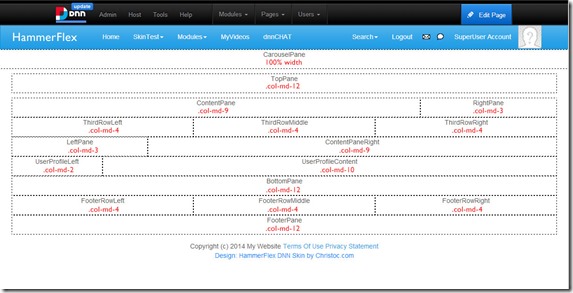 update
DNN Admin Host Tools Help Modules Pages Users Edit Page
HammerFlex Home SkinTest Modules MyVideos dnnCHAT Search Logout SuperUser Account
CarouselPane
100% width
TopPane
.col-md-12
ContentPane RightPane
.col-md-9 .col-md-3
ThirdRowLeft ThirdRowMiddle ThirdRowRight
.col-md-4 .col-md-4 .col-md-4
LeftPane ContentPaneRight
.col-md-3 .col-md-9
UserProfileLeft UserProfileContent
.col-md-2 .col-md-10
BottomPane
.col-md-12
FooterRowLeft FooterRowMiddle FooterRowRight
.col-md-4 .col-md-4 .col-md-4
FooterPane
.col-md-12
Copyright (c) 2014 My Website Terms Of Use Privacy Statement
Design: HammerFlex DNN Skin by Christoc.com